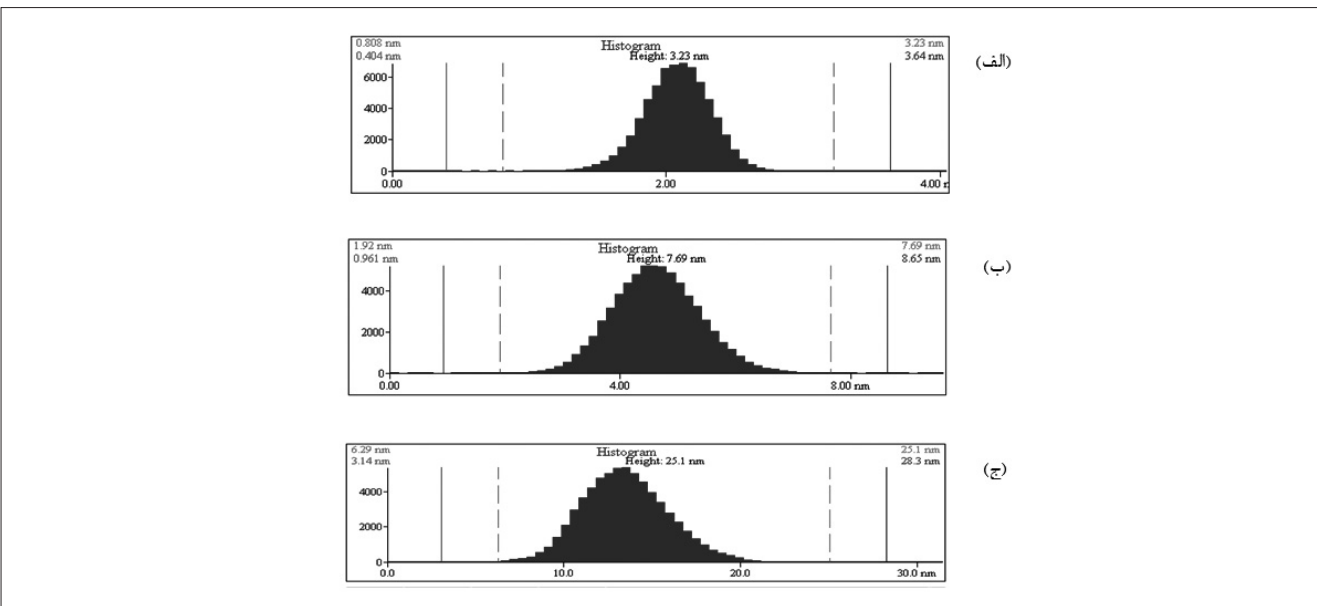 0.808 nm Histogram 3.23 nm
0.404 nm Height: 3.23 nm 3.64 nm
(الف)
6000
4000
2000
0
0.00 2.00 4.00 r
1.92 nm Histogram 7.69 nm
0.961 nm Height: 7.69 nm 8.65 nm
(ب)
4000
2000
0
0.00 4.00 8.00 nm
6.29 nm Histogram 25.1 nm
3.14 nm Height: 25.1 nm 28.3 nm
(ج)
4000
2000
0
0.0 10.0 20.0 30.0 nm